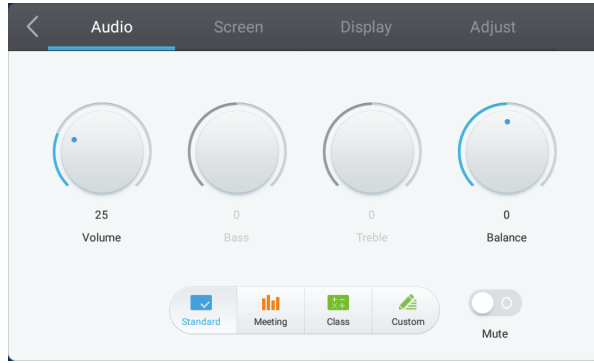 Audio Screen Display Adjust
25 0 0 0
Volume Bass Treble Balance
Standard Meeting Class Custom
Mute